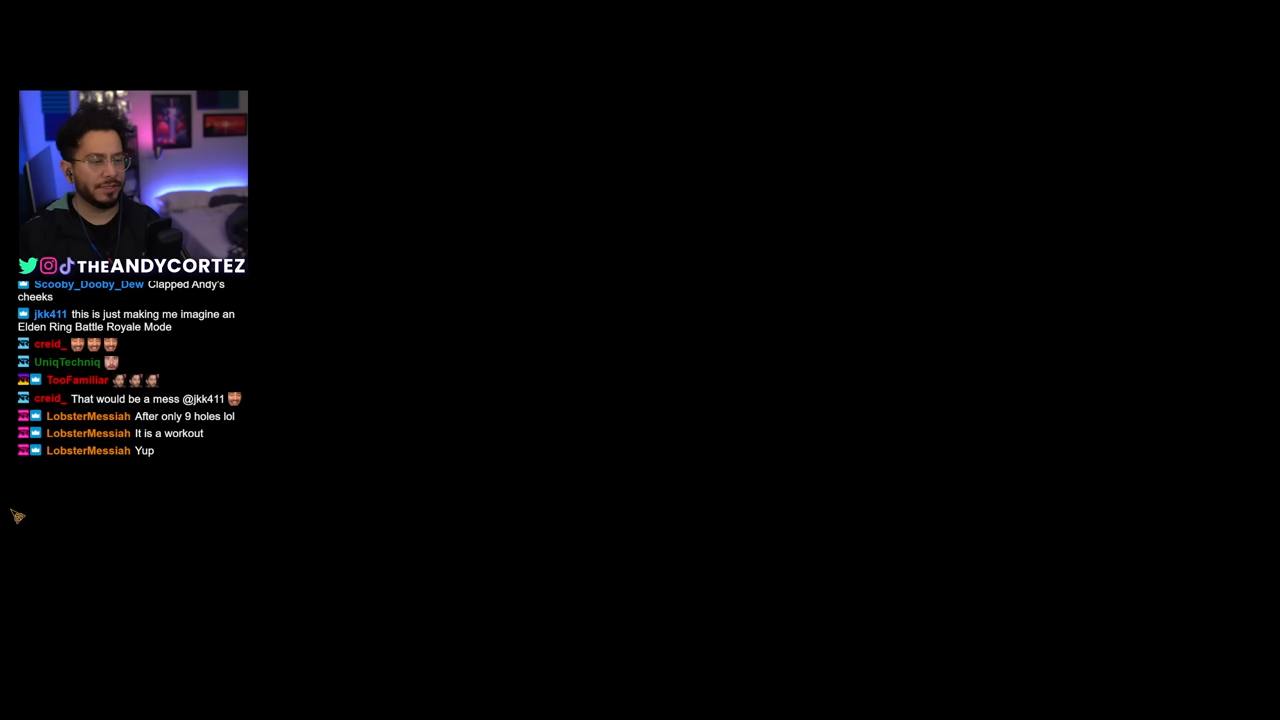 THEANDYCORTEZ
Scooby_Dooby_Dew Clapped Andy's
cheeks
jkk411 this is just making me imagine an
Elden Ring Battle Royale Mode
creid_
UniqTechniq
TooFamiliar
creid_ That would be a mess @jkk411
LobsterMessiah After only 9 holes lol
LobsterMessiah It is a workout
LobsterMessiah Yup